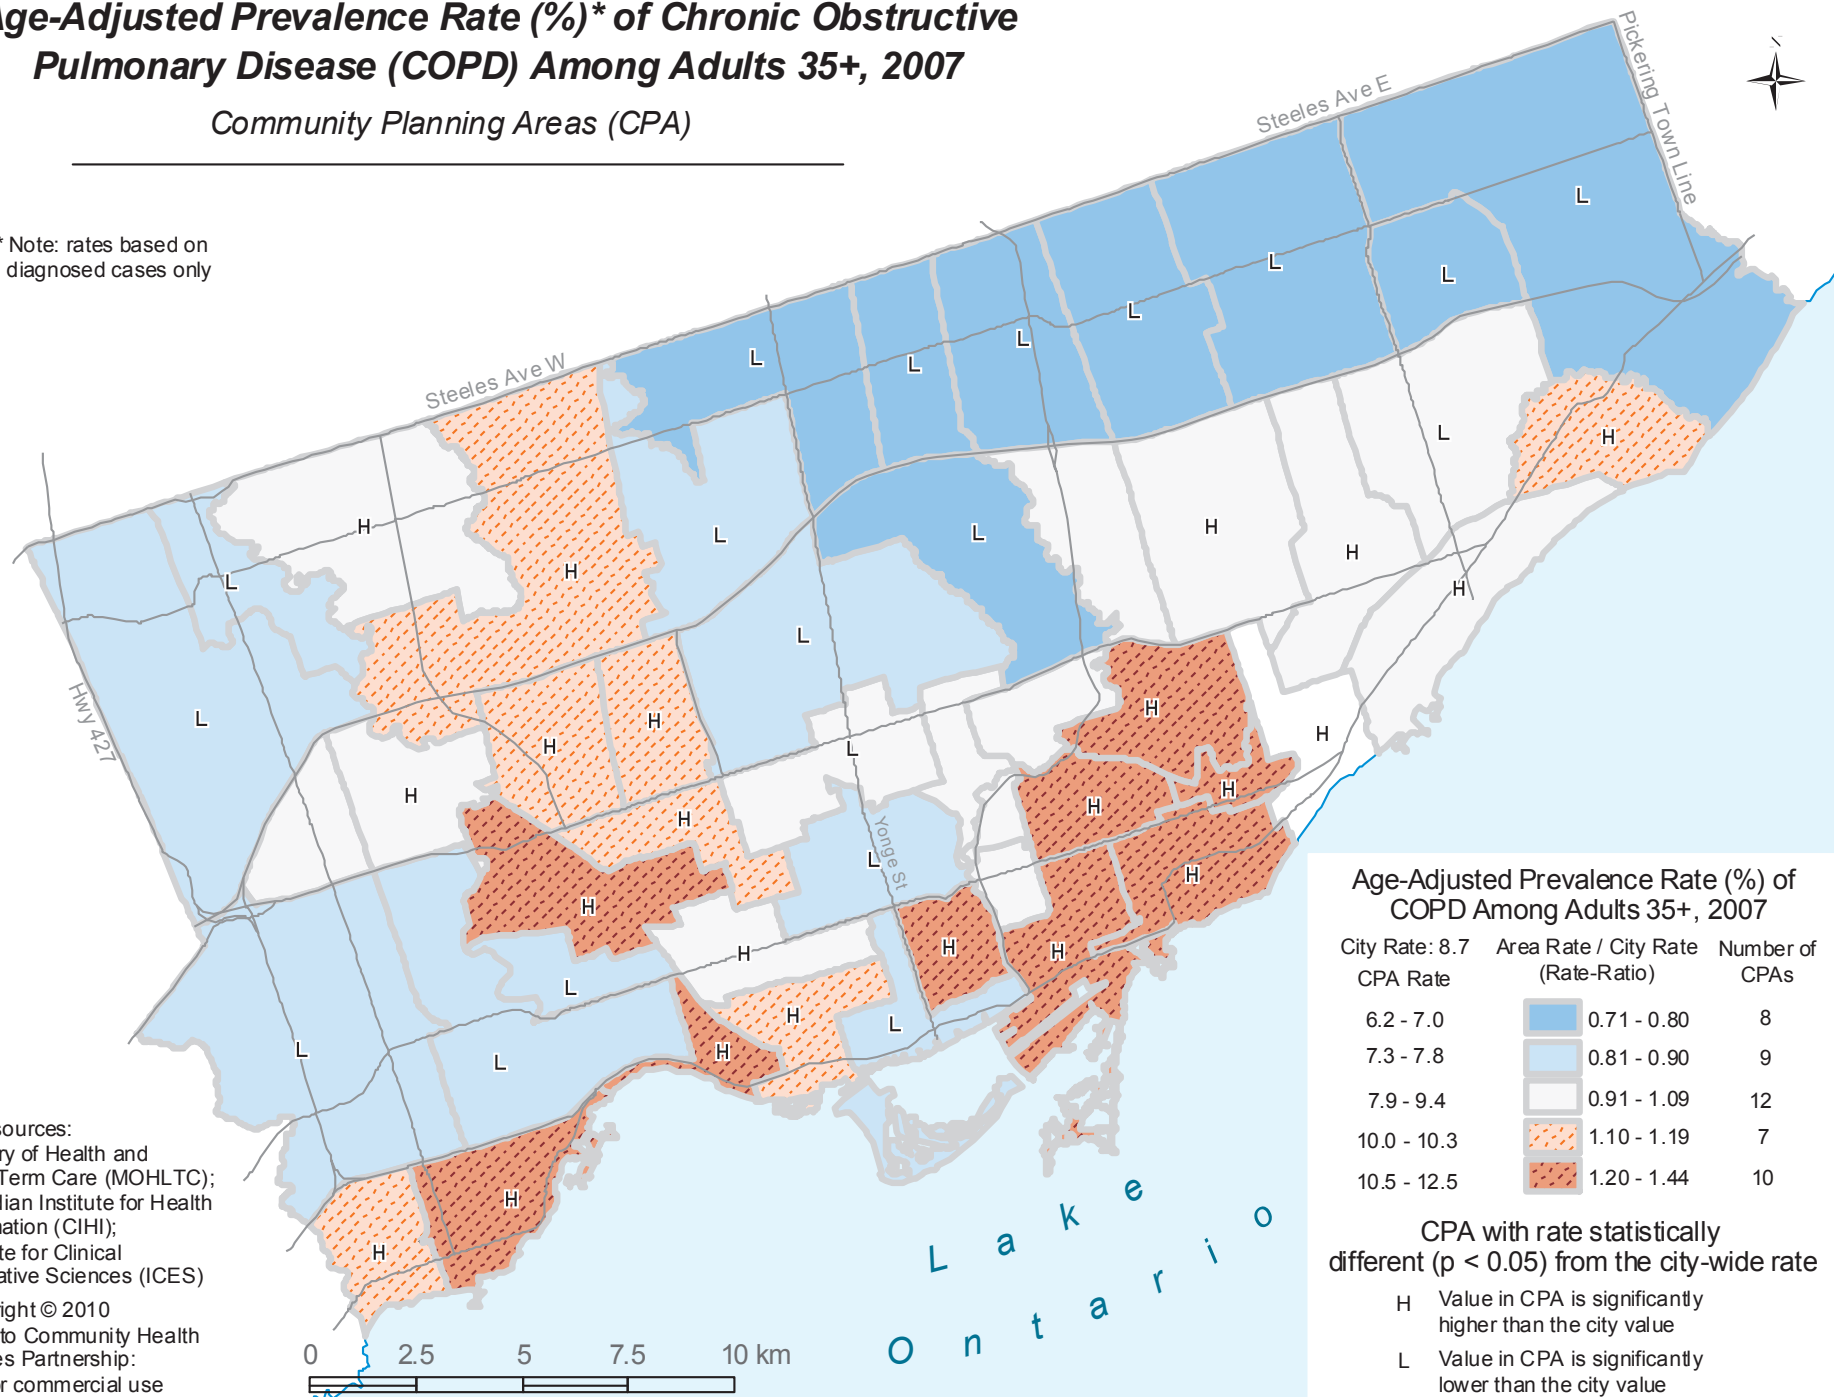 Age-Adjusted Prevalence Rate (%)* of Chronic Obstructive
Pulmonary Disease (COPD) Among Adults 35+, 2007
Community Planning Areas (CPA)
* Note: rates based on
diagnosed cases only
N
Pickering Town Line
Steeles Ave E
Steeles Ave W
Hwy 427
Yonge St
L
L
L
L
L
L
L
L
L
H
H
L
H
L
H
L
H
H
L
H
L
L
H
H
H
L
H
H
H
H
H
L
H
H
H
H
H
L
H
L
L
L
H
H
H
H
Lake
Ontario
Age-Adjusted Prevalence Rate (%) of
COPD Among Adults 35+, 2007
City Rate: 8.7 Area Rate / City Rate Number of
CPA Rate (Rate-Ratio) CPAs
6.2 - 7.0 0.71 - 0.80 8
7.3 - 7.8 0.81 - 0.90 9
7.9 - 9.4 0.91 - 1.09 12
10.0 - 10.3 1.10 - 1.19 7
10.5 - 12.5 1.20 - 1.44 10
CPA with rate statistically
different (p < 0.05) from the city-wide rate
H Value in CPA is significantly
higher than the city value
L Value in CPA is significantly
lower than the city value
ources:
ry of Health and
Term Care (MOHLTC);
lian Institute for Health
nation (CIHI);
te for Clinical
ative Sciences (ICES)
right © 2010
to Community Health
es Partnership:
r commercial use
0 2.5 5 7.5 10 km